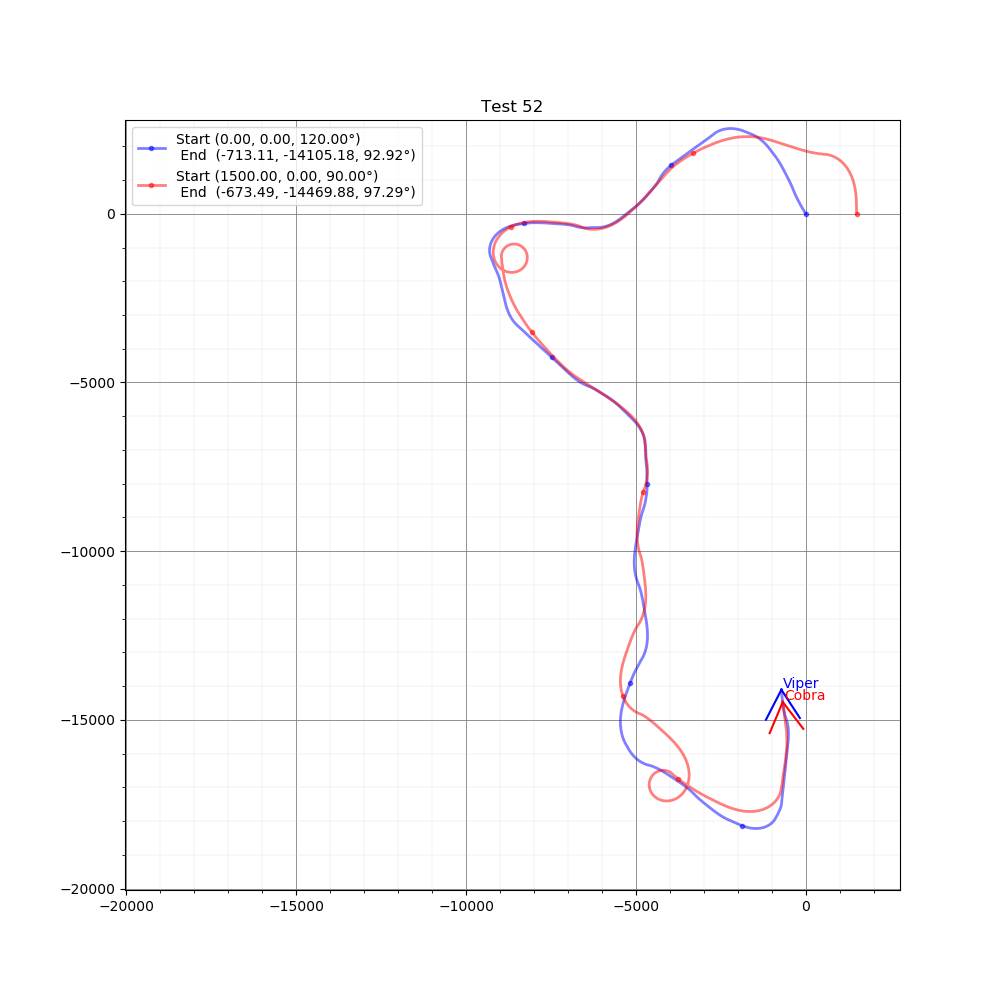 Test 52
Start (0.00, 0.00, 120.00°)
End (-713.11, -14105.18, 92.92°)
Start (1500.00, 0.00, 90.00°)
End (-673.49, -14469.88, 97.29°)
0
−5000
−10000
−15000
−20000
Viper
Cobra
−20000
−15000
−10000
−5000
0